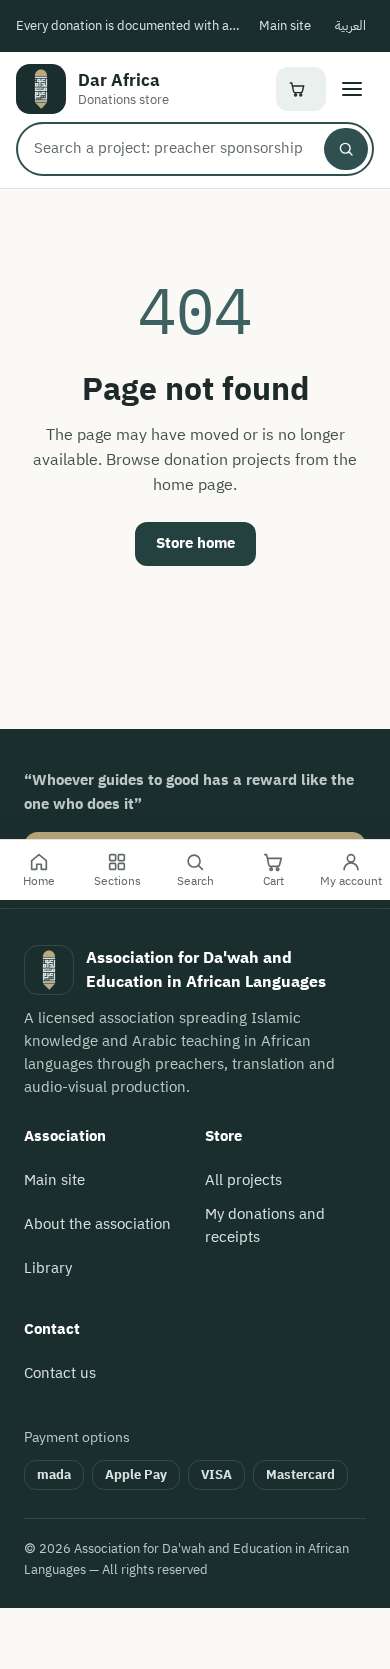 Every donation is documented with a...
Main site
العربية
Dar Africa
Donations store
Search a project: preacher sponsorship
404
Page not found
The page may have moved or is no longer
available. Browse donation projects from the
home page.
Store home
“Whoever guides to good has a reward like the
one who does it”
Home
Sections
Search
Cart
My account
Association for Da'wah and
Education in African Languages
A licensed association spreading Islamic
knowledge and Arabic teaching in African
languages through preachers, translation and
audio-visual production.
Association
Main site
About the association
Library
Store
All projects
My donations and
receipts
Contact
Contact us
Payment options
mada
Apple Pay
VISA
Mastercard
© 2026 Association for Da'wah and Education in African
Languages — All rights reserved